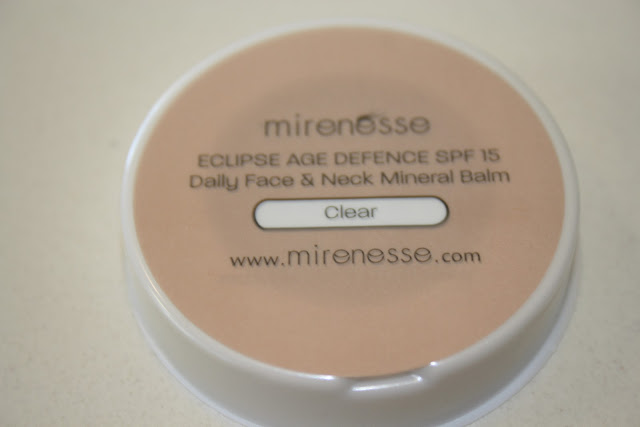 mirenesse
ECLIPSE AGE DEFENCE SPF 15
Daily Face & Neck Mineral Balm
Clear
www.mirenesse.com